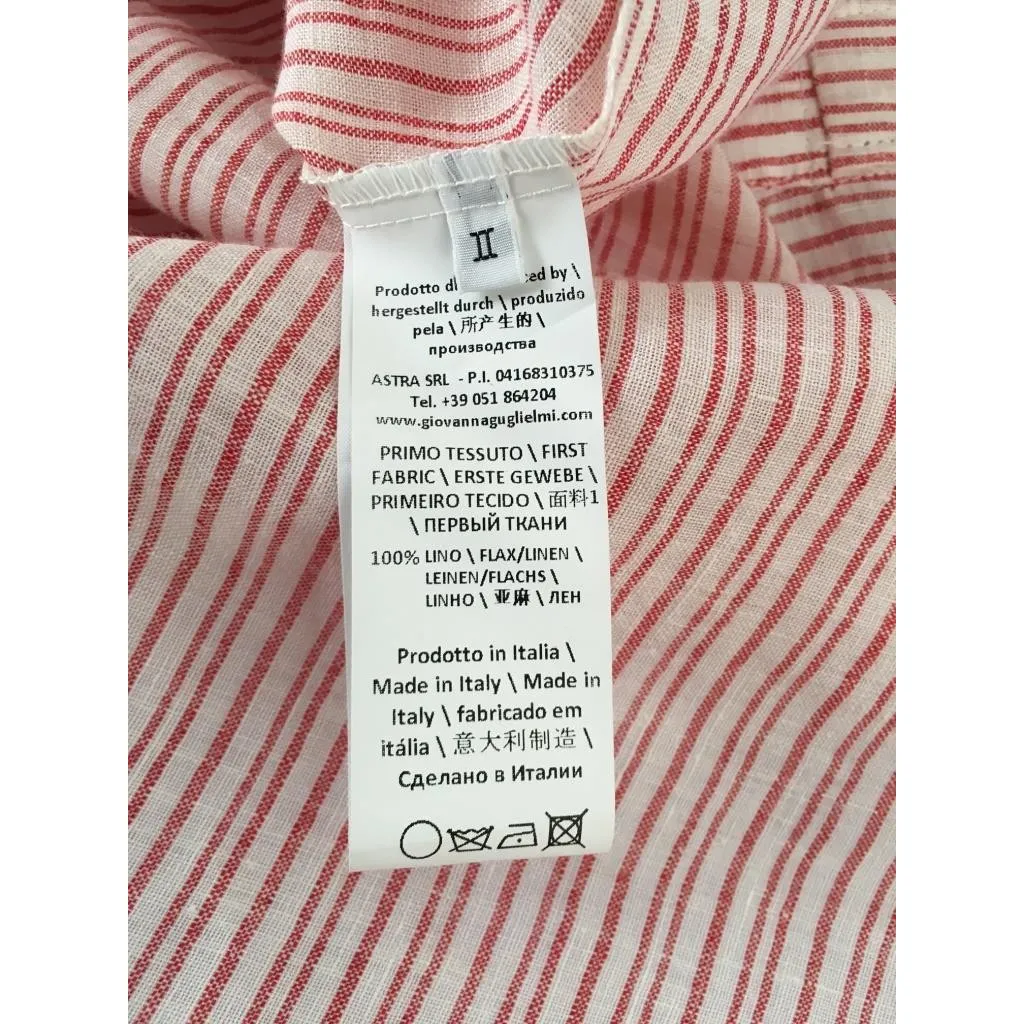 II
Prodotto ed by \
hergestellt durch \ produzido
pela \ 所产生的 \
производства
ASTRA SRL - P.I. 04168310375
Tel. +39 051 864204
www.giovannaguglielmi.com
PRIMO TESSUTO \ FIRST
FABRIC \ ERSTE GEWEBE \
PRIMEIRO TECIDO \ 面料1
\ ПЕРВЫЙ ТКАНИ
100% LINO \ FLAX/LINEN \
LEINEN/FLACHS \
LINHO \ 亚麻 \ ЛЕН
Prodotto in Italia \
Made in Italy \ Made in
Italy \ fabricado em
itália \ 意大利制造 \
Сделано в Италии